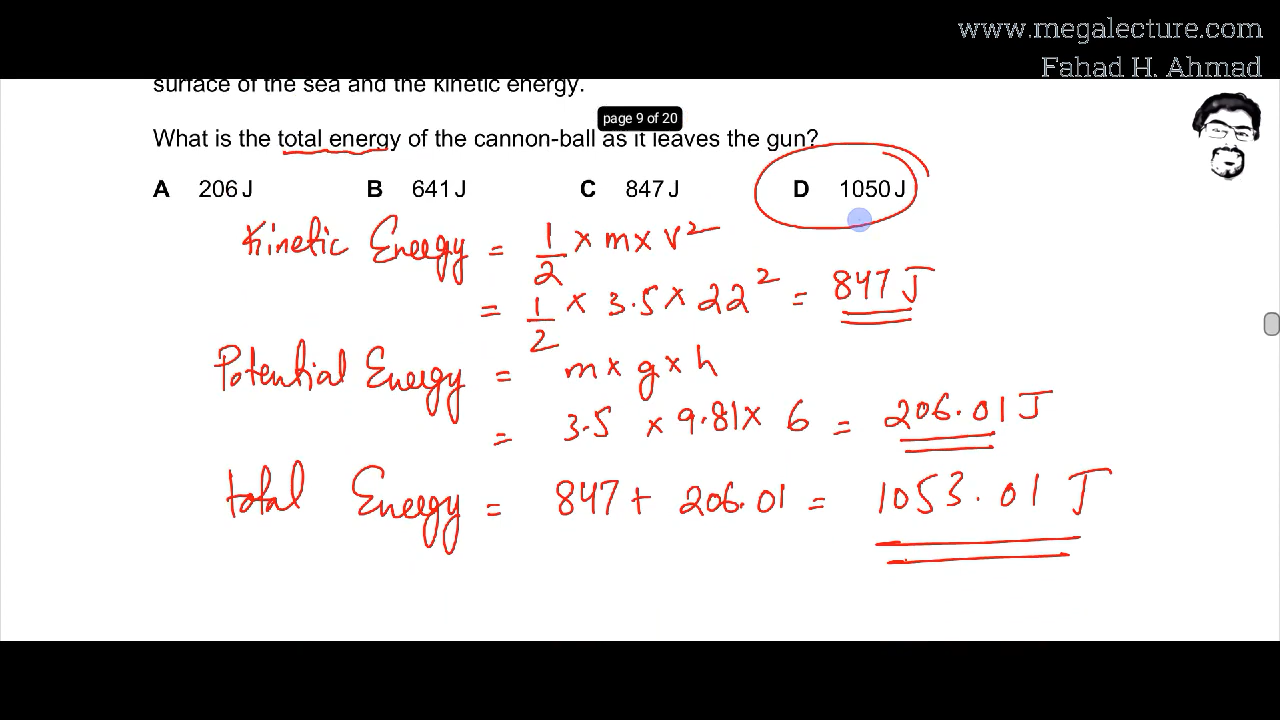 www.megalecture.com
Fahad H. Ahmad
surface of the sea and the kinetic energy.
page 9 of 20
What is the total energy of the cannon-ball as it leaves the gun?
A 206 J B 641 J C 847 J D 1050 J
Kinetic Energy = 1/2 × m × v²
= 1/2 × 3.5 × 22² = 847 J
Potential Energy = m × g × h
= 3.5 × 9.81 × 6 = 206.01 J
total Energy = 847 + 206.01 = 1053.01 J